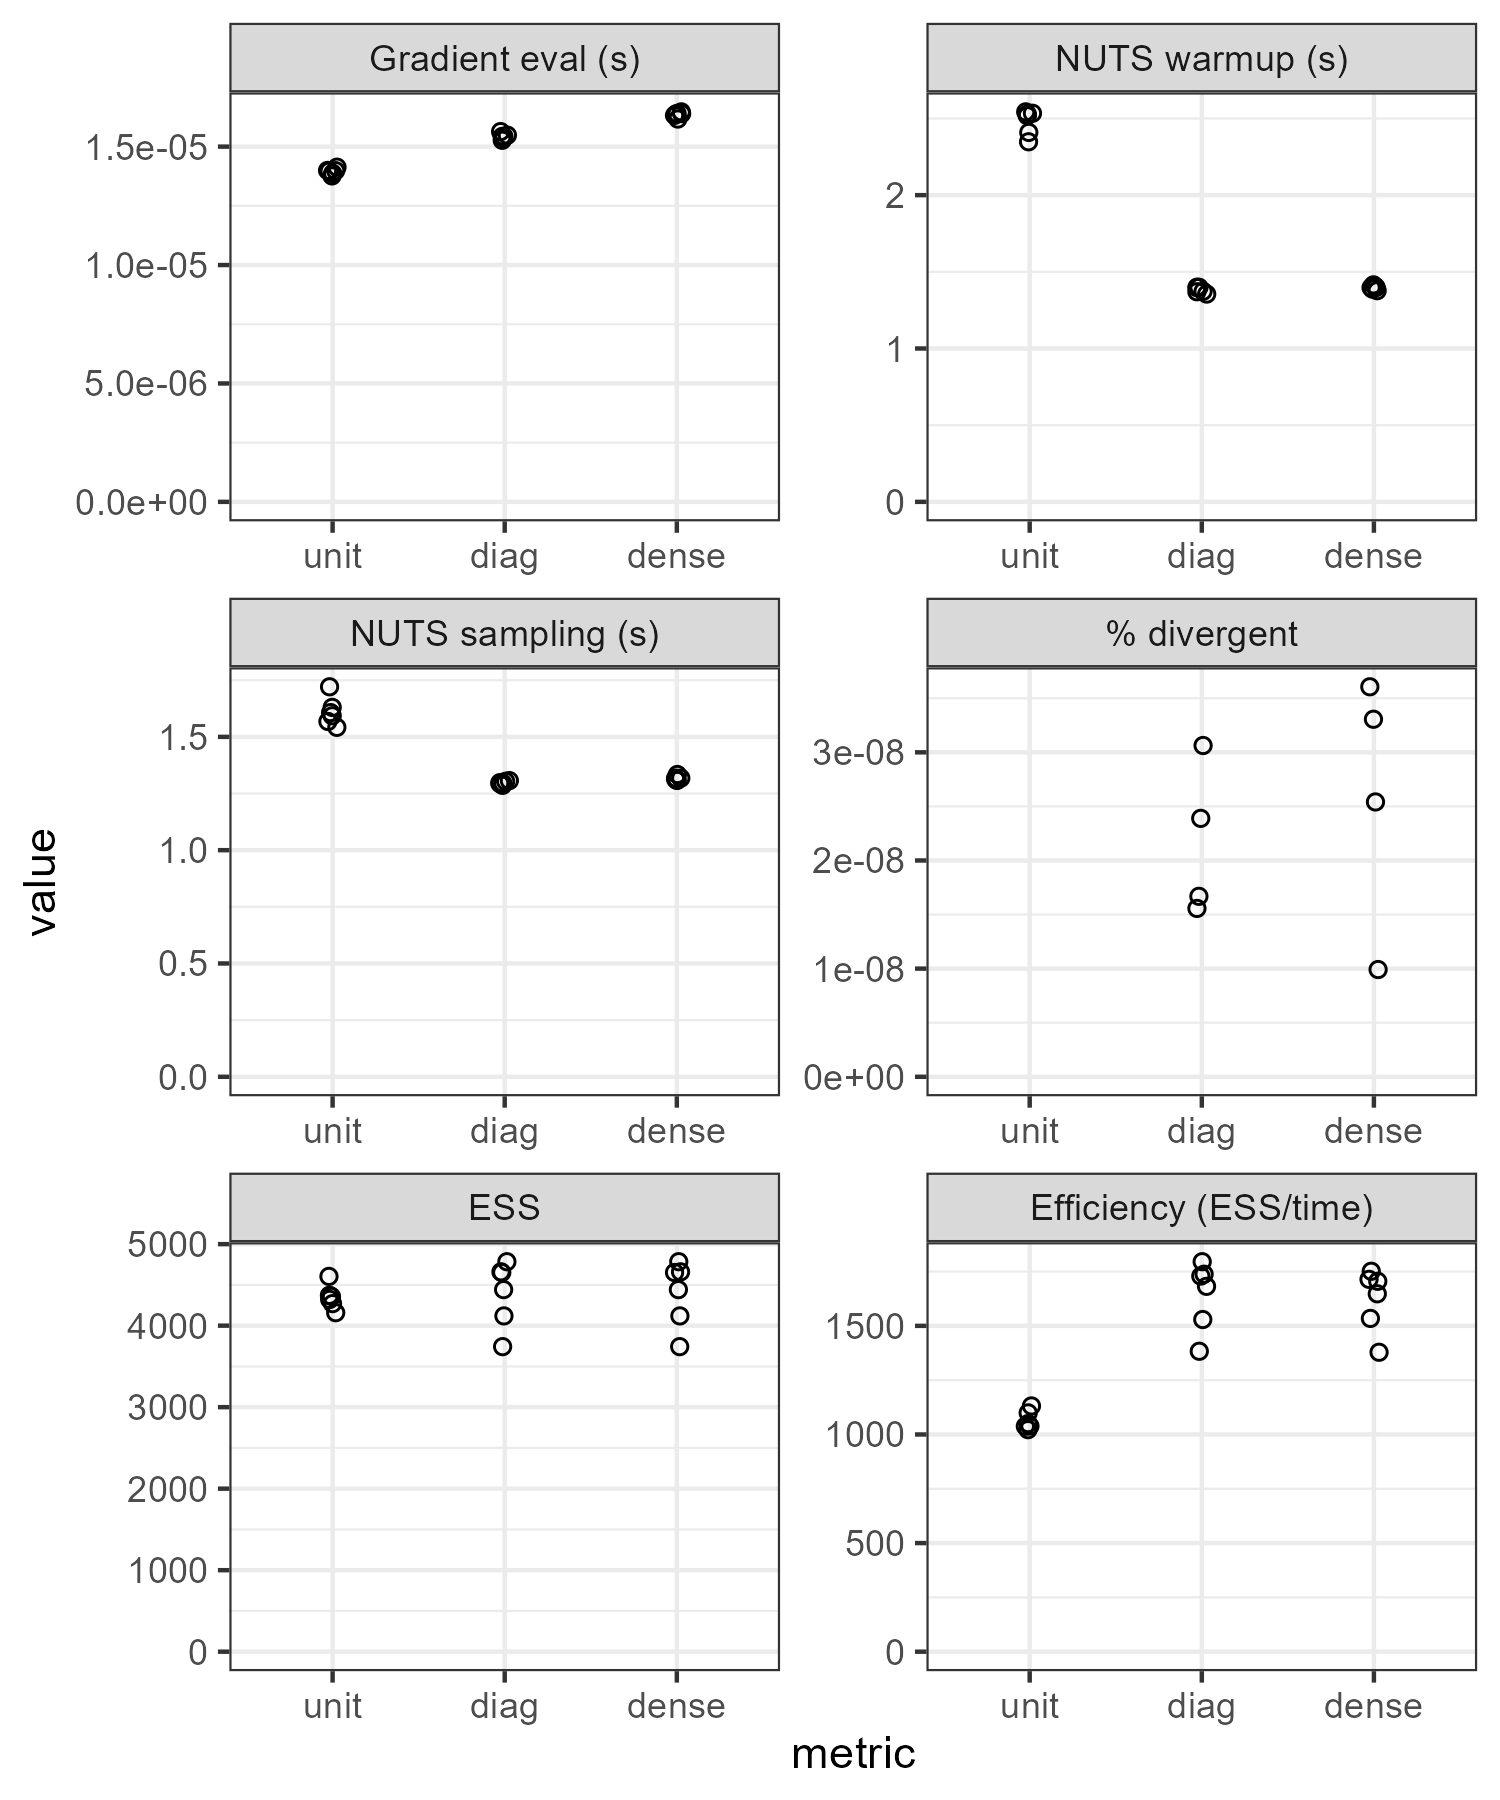 Gradient eval (s)
1.5e-05
1.0e-05
5.0e-06
0.0e+00
unit diag dense
NUTS warmup (s)
2
1
0
unit diag dense
NUTS sampling (s)
1.5
1.0
0.5
0.0
unit diag dense
% divergent
3e-08
2e-08
1e-08
0e+00
unit diag dense
ESS
5000
4000
3000
2000
1000
0
unit diag dense
Efficiency (ESS/time)
1500
1000
500
0
unit diag dense
value
metric